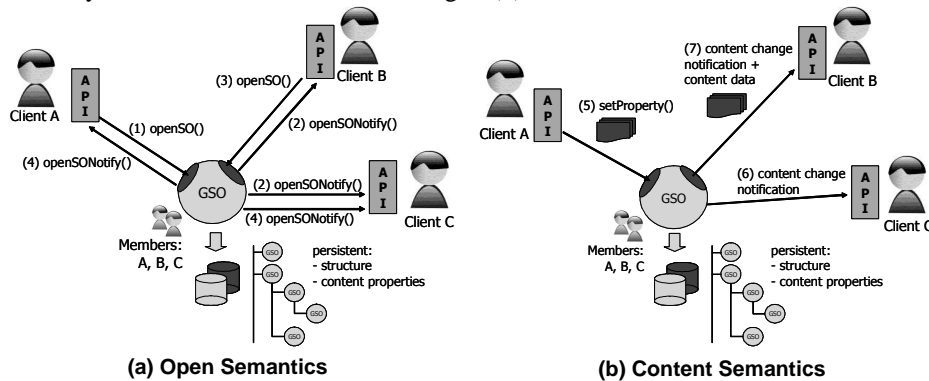 A
P
I
Client B
(3) openSO()
A
P
I
Client A
(1) openSO()
(2) openSONotify()
(4) openSONotify()
GSO
(2) openSONotify()
(4) openSONotify()
A
P
I
Client C
Members:
A, B, C
persistent:
- structure
- content properties
GSO
GSO
GSO
GSO
GSO
(a) Open Semantics
A
P
I
Client B
(7) content change
notification +
content data
A
P
I
Client A
(5) setProperty()
GSO
(6) content change
notification
A
P
I
Client C
Members:
A, B, C
persistent:
- structure
- content properties
GSO
GSO
GSO
GSO
GSO
(b) Content Semantics